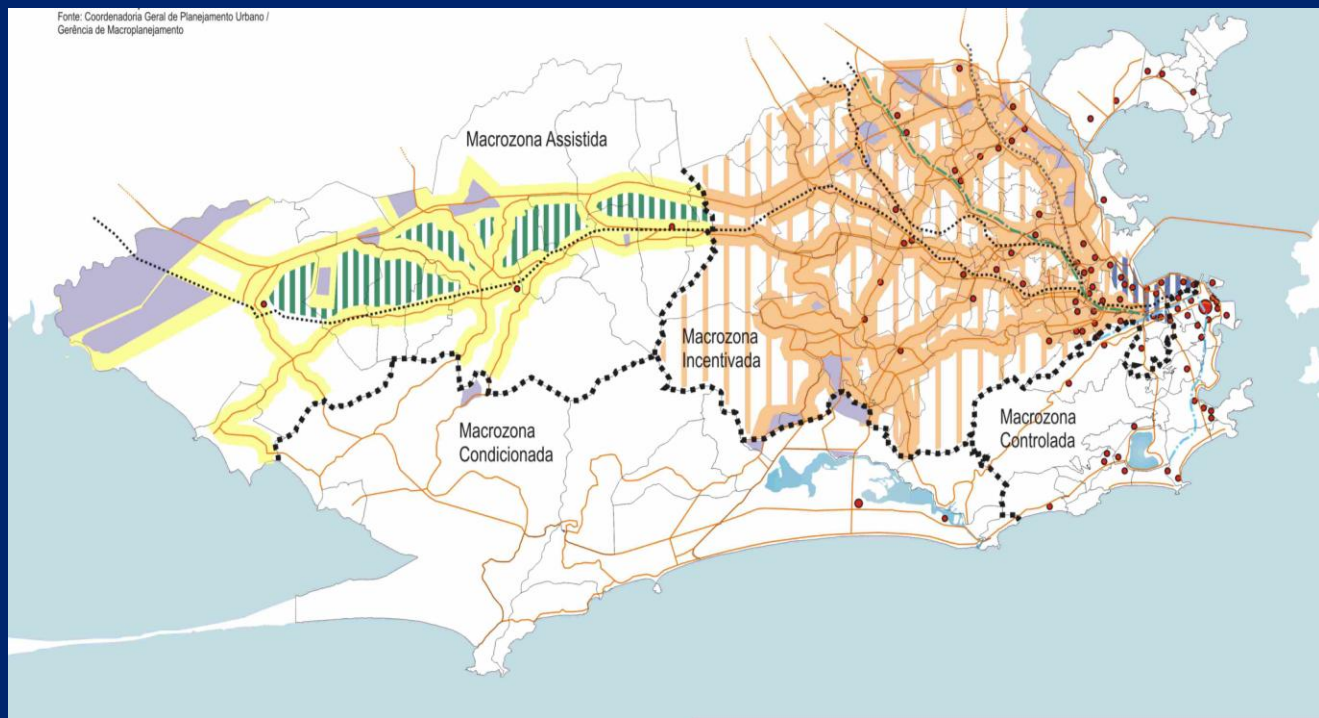 Fonte: Coordenadoria Geral de Planejamento Urbano /
Gerência de Macroplanejamento
Macrozona Assistida
Macrozona
Incentivada
Macrozona
Condicionada
Macrozona
Controlada